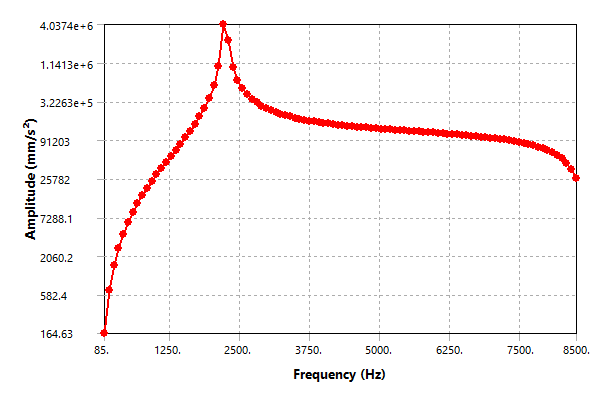 4.0374e+6
1.1413e+6
3.2263e+5
91203
25782
7288.1
2060.2
582.4
164.63
Amplitude (mm/s²)
85. 1250. 2500. 3750. 5000. 6250. 7500. 8500.
Frequency (Hz)